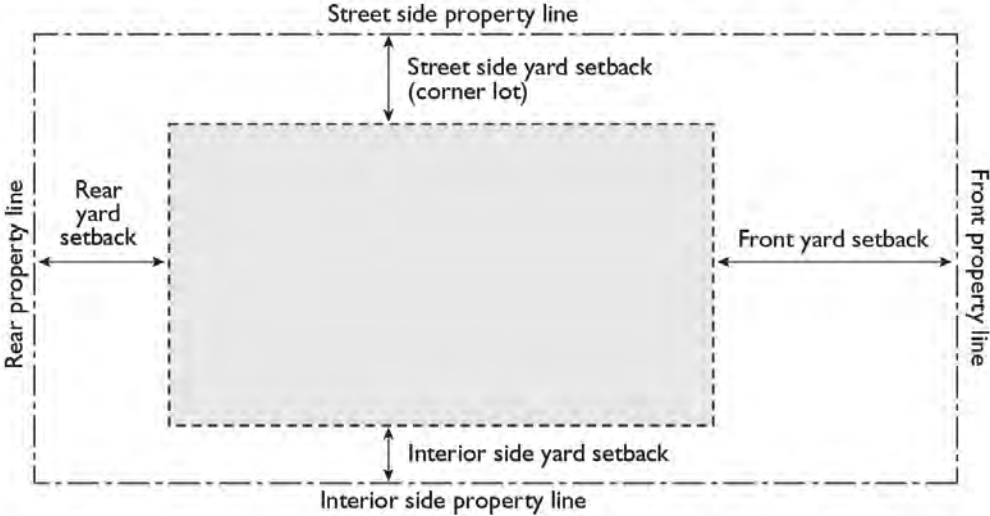 Street side property line
Street side yard setback
(corner lot)
Rear property line
Rear
yard
setback
Front yard setback
Front property line
Interior side yard setback
Interior side property line